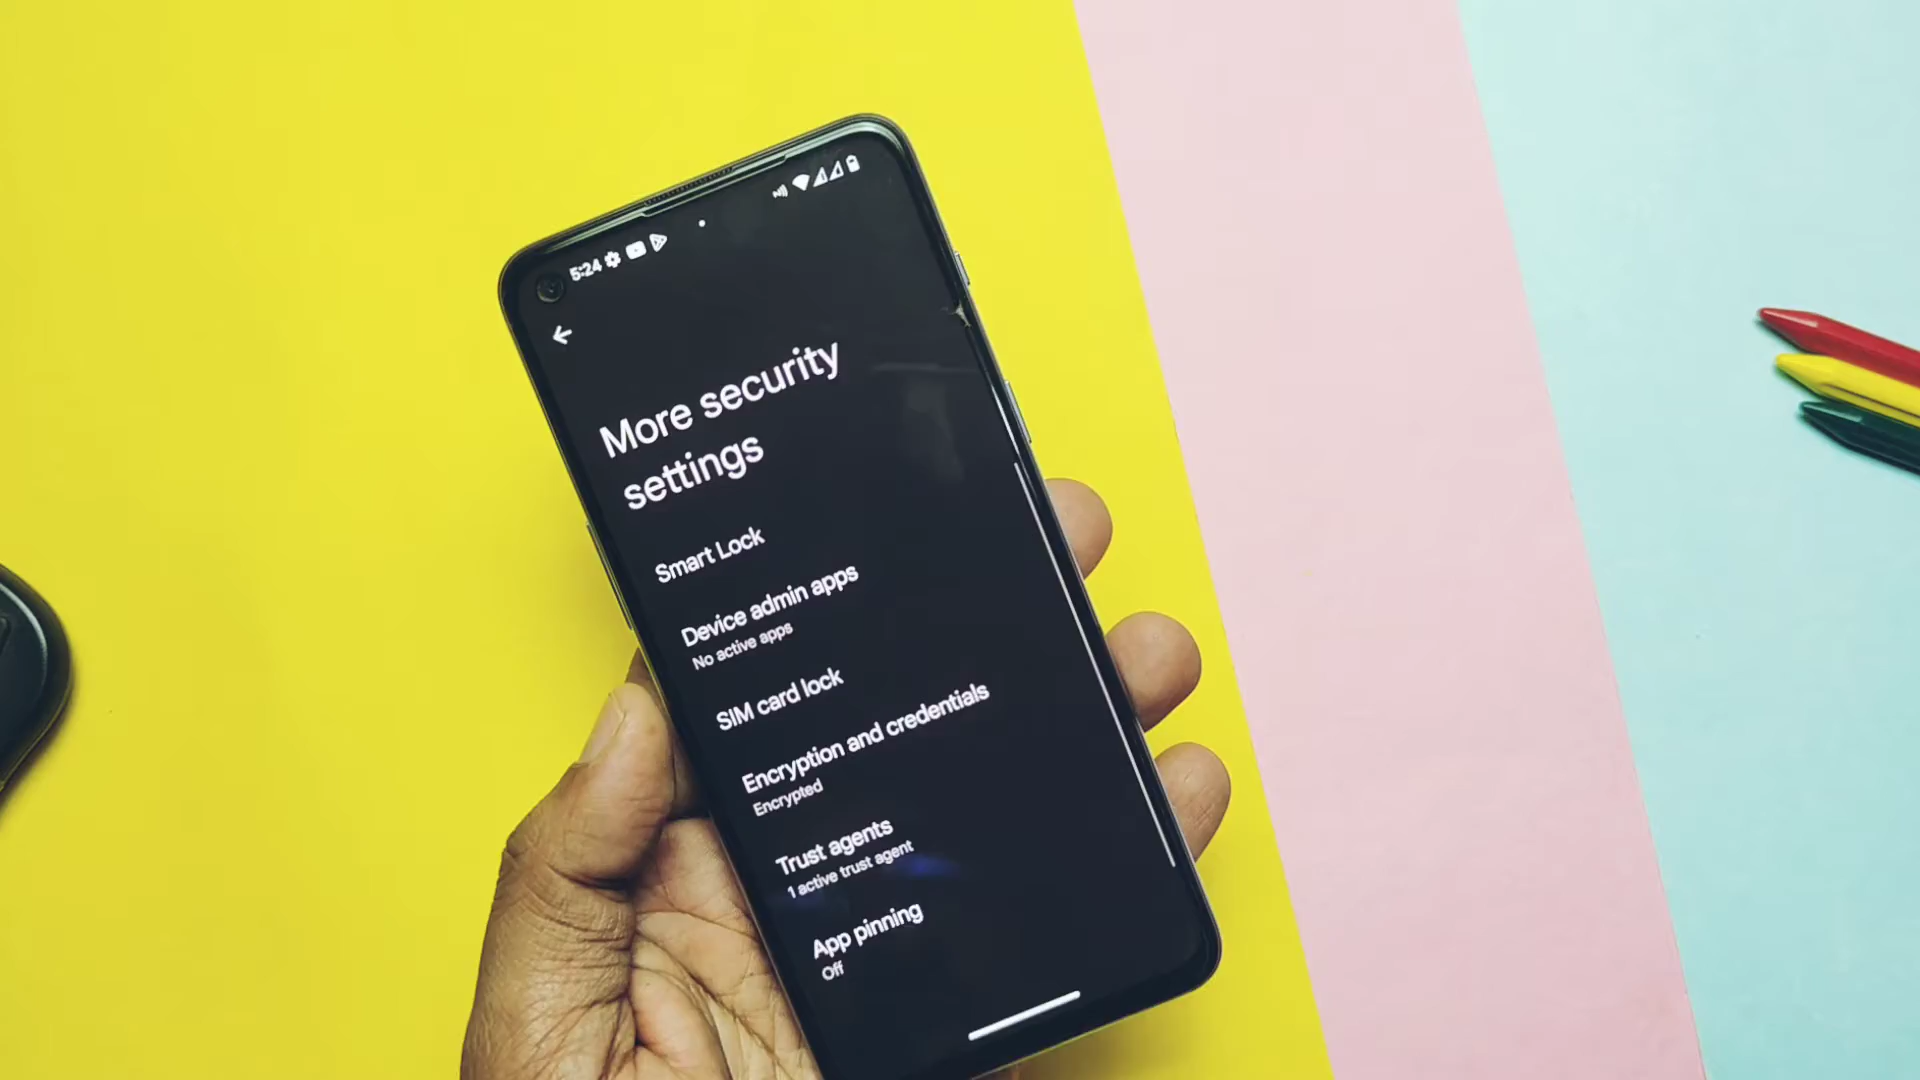 5:24
More security
settings
Smart Lock
Device admin apps
No active apps
SIM card lock
Encryption and credentials
Encrypted
Trust agents
1 active trust agent
App pinning
Off